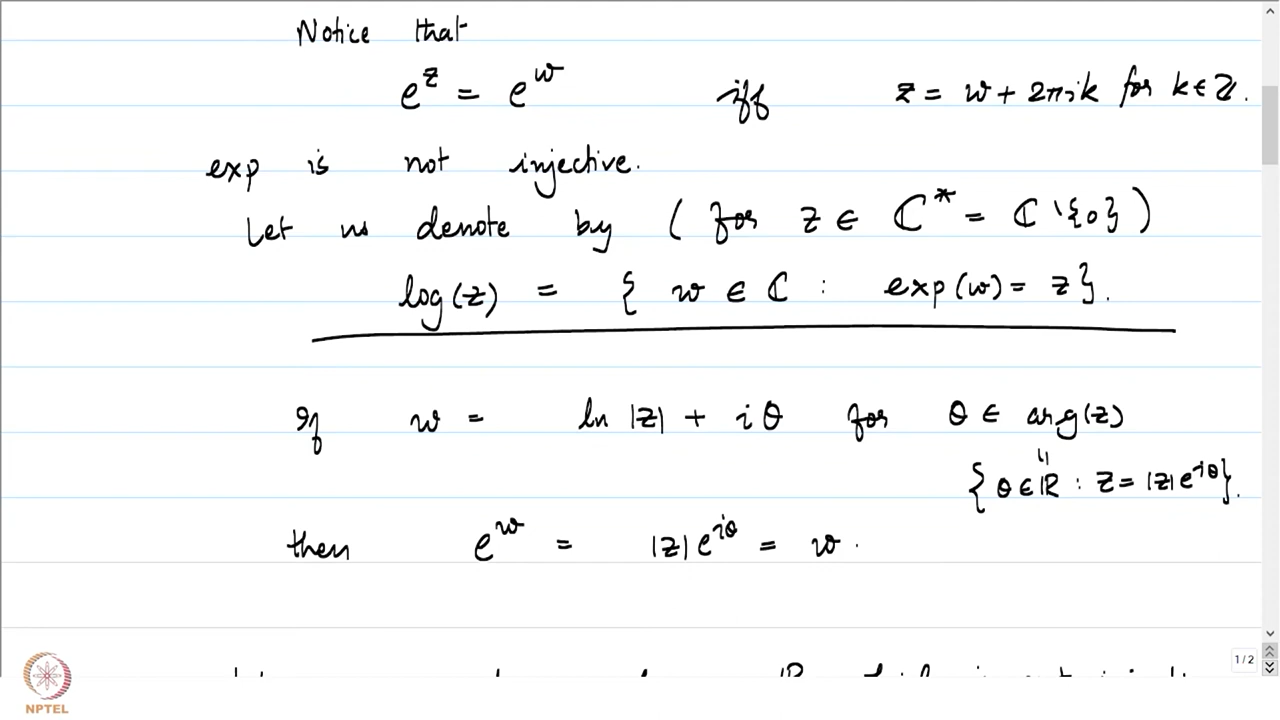 Notice that
e^z = e^w iff z = w + 2πik for k ∈ ℤ.
exp is not injective.
Let us denote by ( for z ∈ ℂ* = ℂ \ {0} )
log(z) = { w ∈ ℂ : exp(w) = z }.
If w = ln |z| + iθ for θ ∈ arg(z)
{ θ ∈ ℝ : z = |z| e^{iθ} }.
then e^w = |z| e^{iθ} = w .
1/2
NPTEL